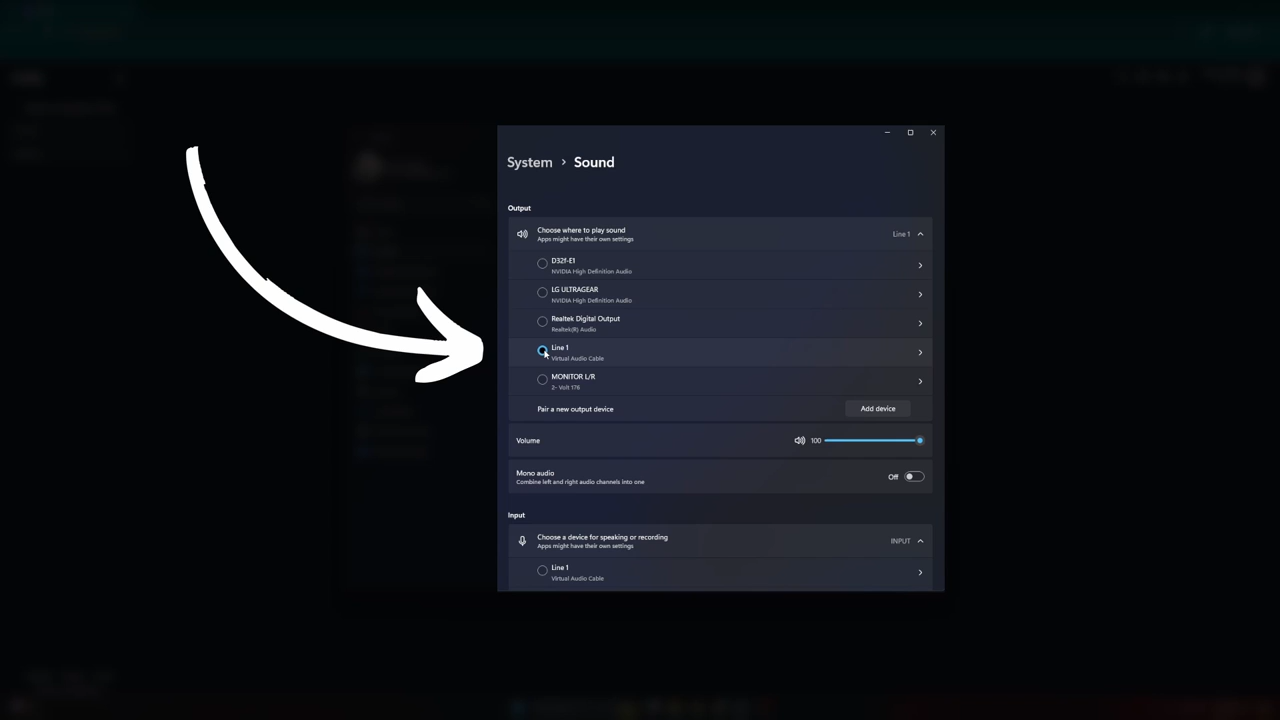 System > Sound
Output
Choose where to play sound
Apps might have their own settings
Line 1
D32f-E1
NVIDIA High Definition Audio
LG ULTRAGEAR
NVIDIA High Definition Audio
Realtek Digital Output
Realtek(R) Audio
Line 1
Virtual Audio Cable
MONITOR L/R
2- Volt 176
Pair a new output device
Add device
Volume
100
Mono audio
Combine left and right audio channels into one
Off
Input
Choose a device for speaking or recording
Apps might have their own settings
INPUT
Line 1
Virtual Audio Cable